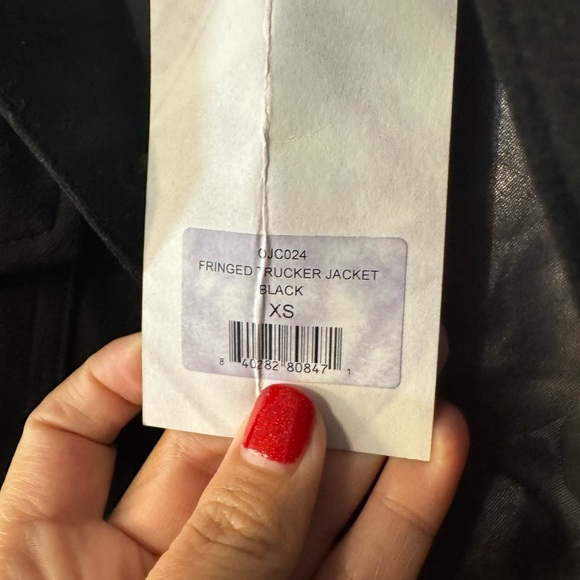 OJC024
FRINGED TRUCKER JACKET
BLACK
XS
8 40282 80847 1